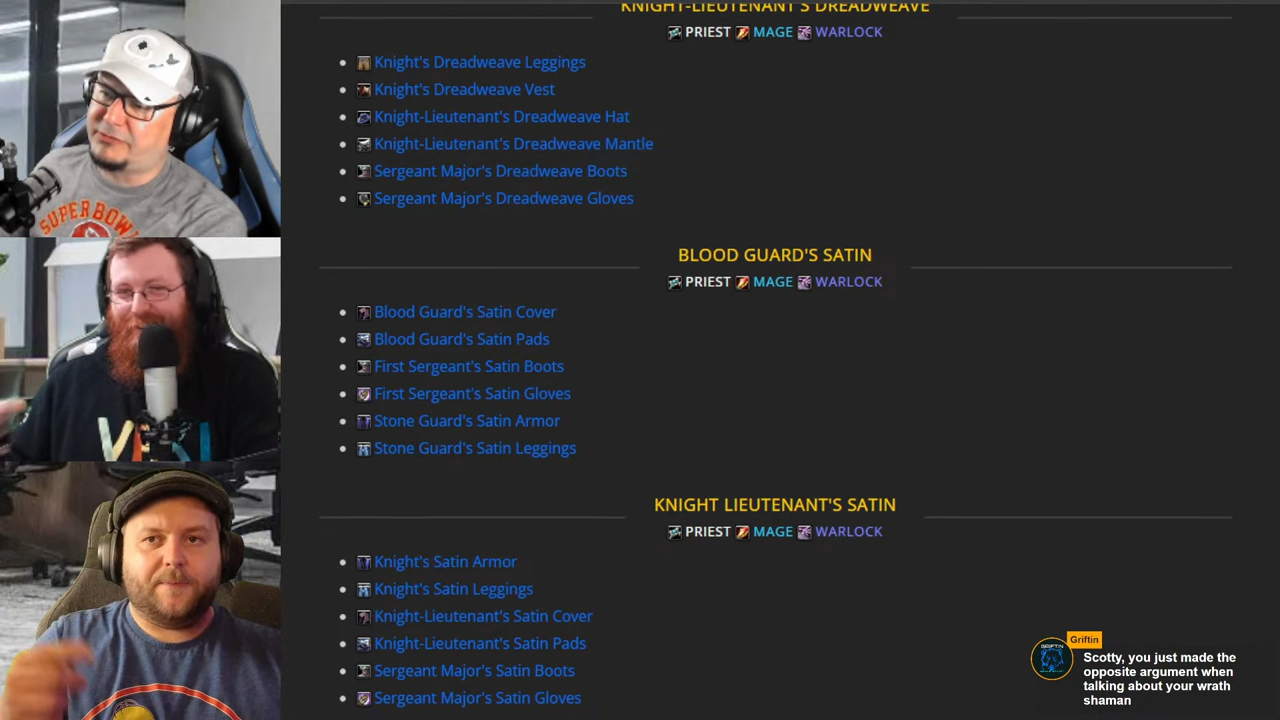 KNIGHT-LIEUTENANT'S DREADWEAVE
PRIEST MAGE WARLOCK
Knight's Dreadweave Leggings
Knight's Dreadweave Vest
Knight-Lieutenant's Dreadweave Hat
Knight-Lieutenant's Dreadweave Mantle
Sergeant Major's Dreadweave Boots
Sergeant Major's Dreadweave Gloves
BLOOD GUARD'S SATIN
PRIEST MAGE WARLOCK
Blood Guard's Satin Cover
Blood Guard's Satin Pads
First Sergeant's Satin Boots
First Sergeant's Satin Gloves
Stone Guard's Satin Armor
Stone Guard's Satin Leggings
KNIGHT LIEUTENANT'S SATIN
PRIEST MAGE WARLOCK
Knight's Satin Armor
Knight's Satin Leggings
Knight-Lieutenant's Satin Cover
Knight-Lieutenant's Satin Pads
Sergeant Major's Satin Boots
Sergeant Major's Satin Gloves
SUPER BOWL
GRIFTIN
Griftin
Scotty, you just made the
opposite argument when
talking about your wrath
shaman